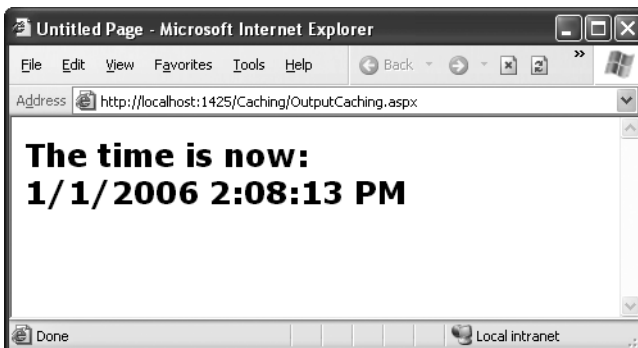 Untitled Page - Microsoft Internet Explorer
File Edit View Favorites Tools Help Back »
Address http://localhost:1425/Caching/OutputCaching.aspx
The time is now:
1/1/2006 2:08:13 PM
Done Local intranet